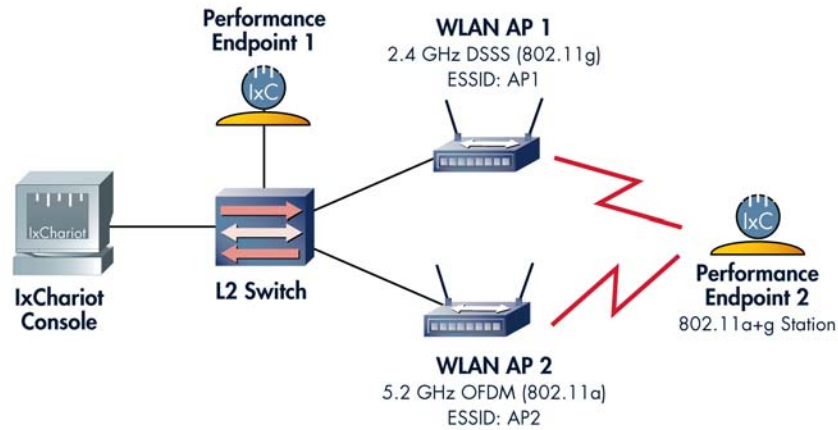 Performance
Endpoint 1
IxC
WLAN AP 1
2.4 GHz DSSS (802.11g)
ESSID: AP1
IxChariot
IxChariot
Console
L2 Switch
IxC
Performance
Endpoint 2
802.11a+g Station
WLAN AP 2
5.2 GHz OFDM (802.11a)
ESSID: AP2